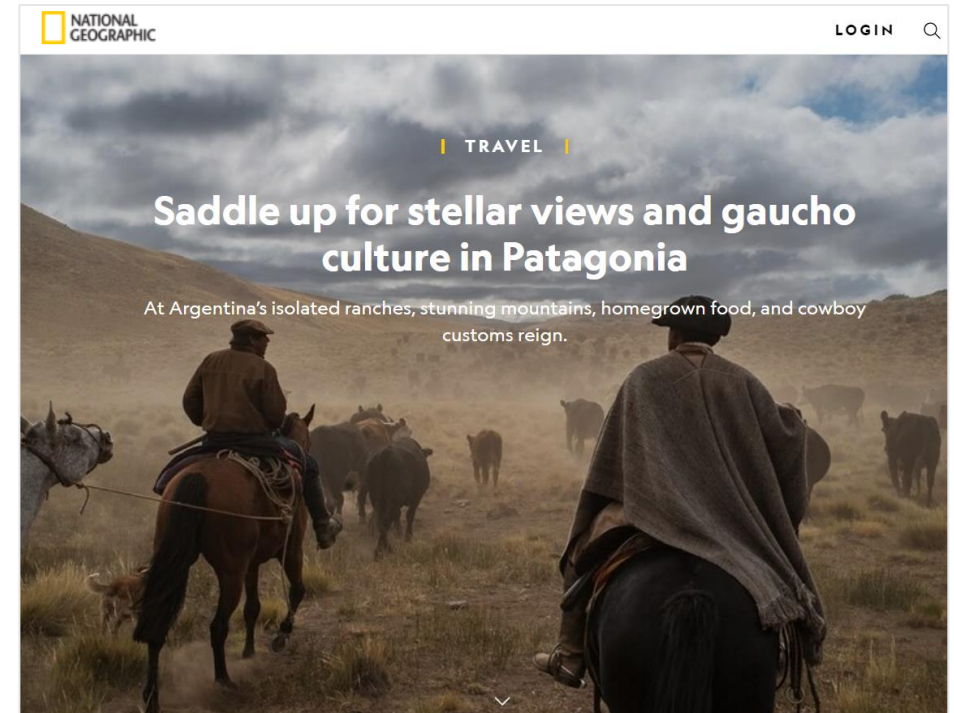 NATIONAL
GEOGRAPHIC
LOGIN
TRAVEL
Saddle up for stellar views and gaucho
culture in Patagonia
At Argentina's isolated ranches, stunning mountains, homegrown food, and cowboy
customs reign.